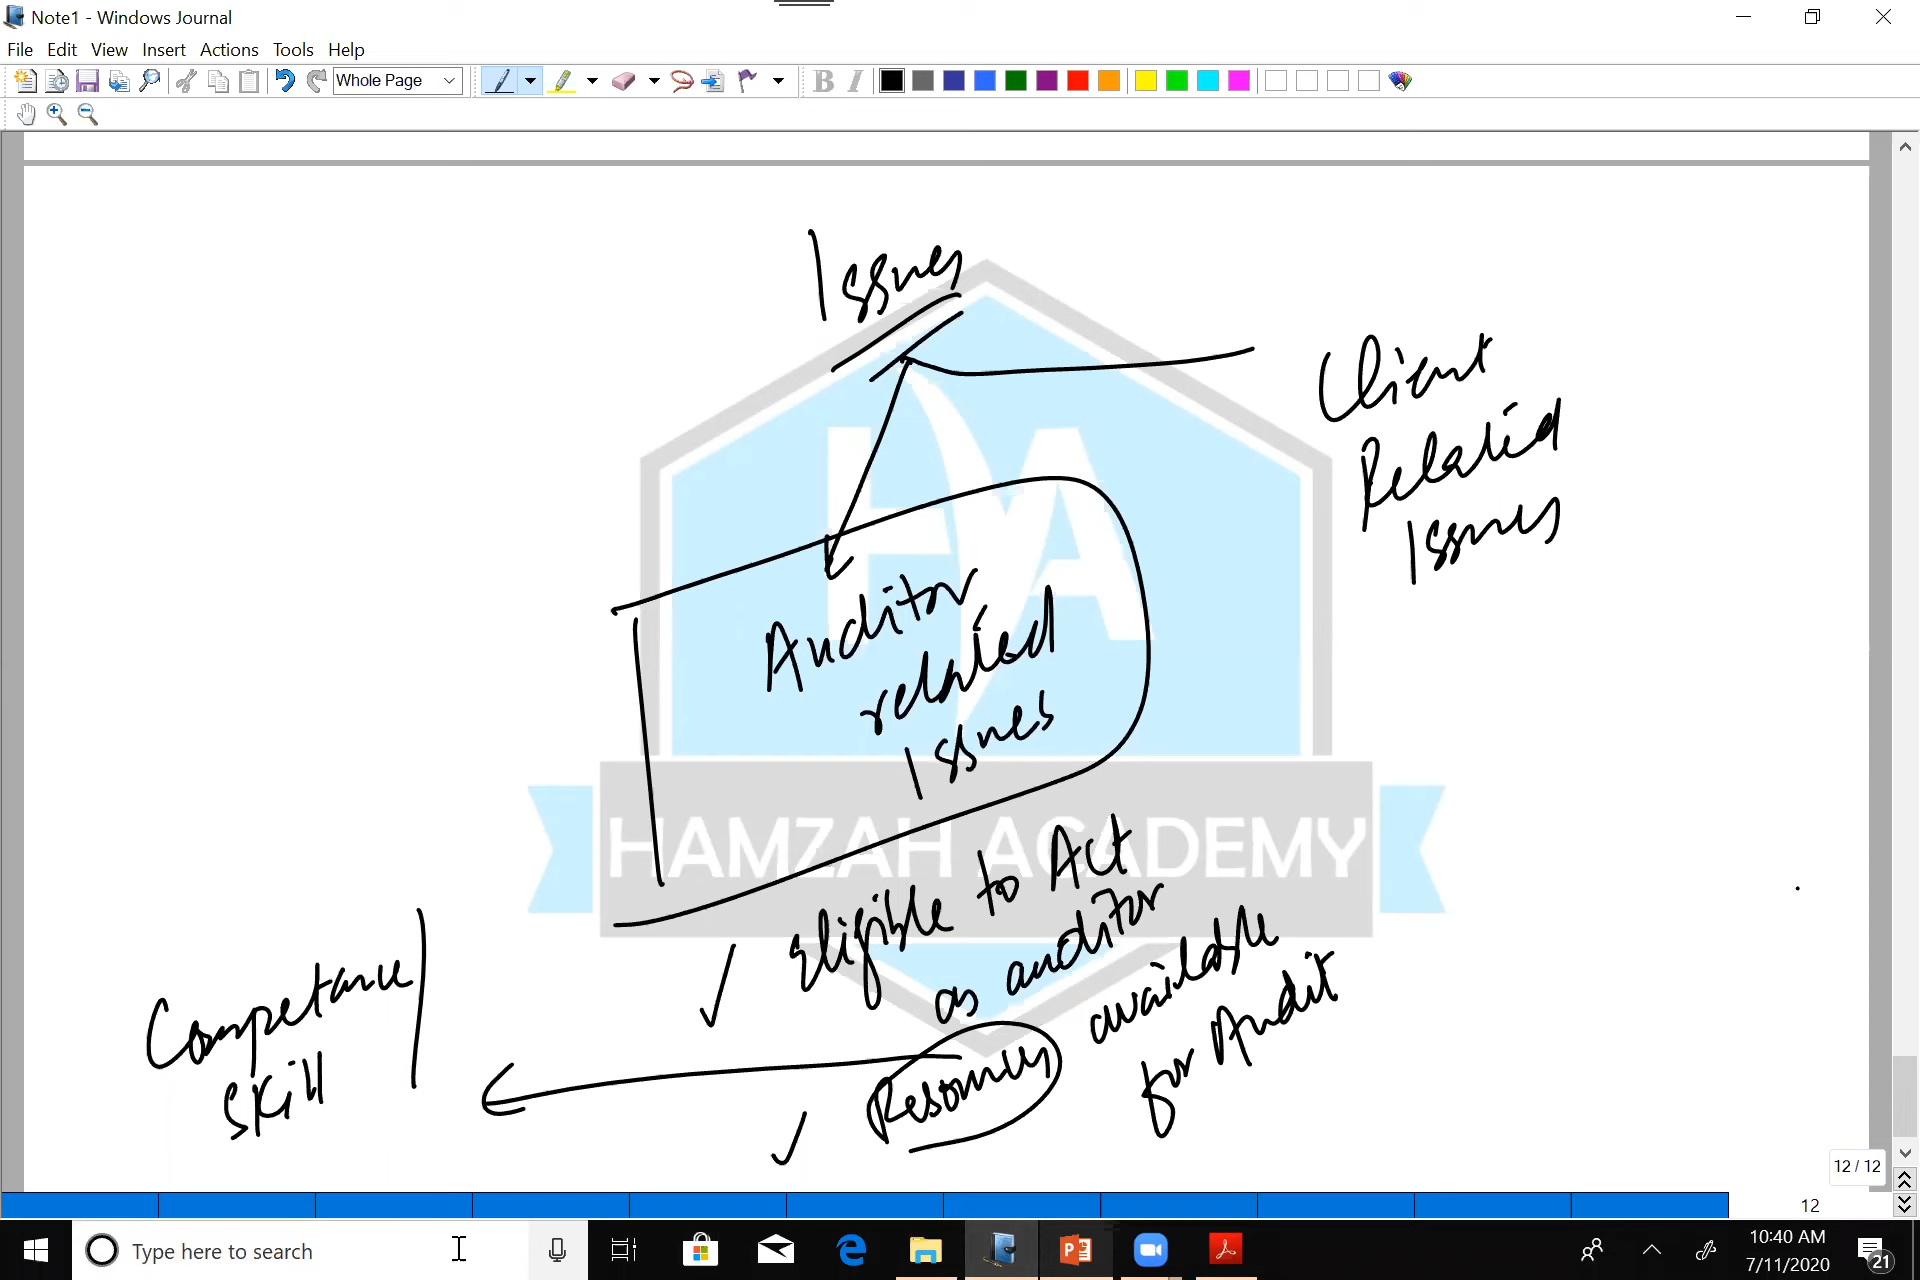 Note1 - Windows Journal
File Edit View Insert Actions Tools Help
Whole Page
B I
Issues
Client
Related
Issues
Auditor
related
Issues
HAMZAH ACADEMY
Eligible to Act
as auditor
Resources available
for Audit
Competance
Skill
12 / 12
12
Type here to search
10:40 AM
7/11/2020
21